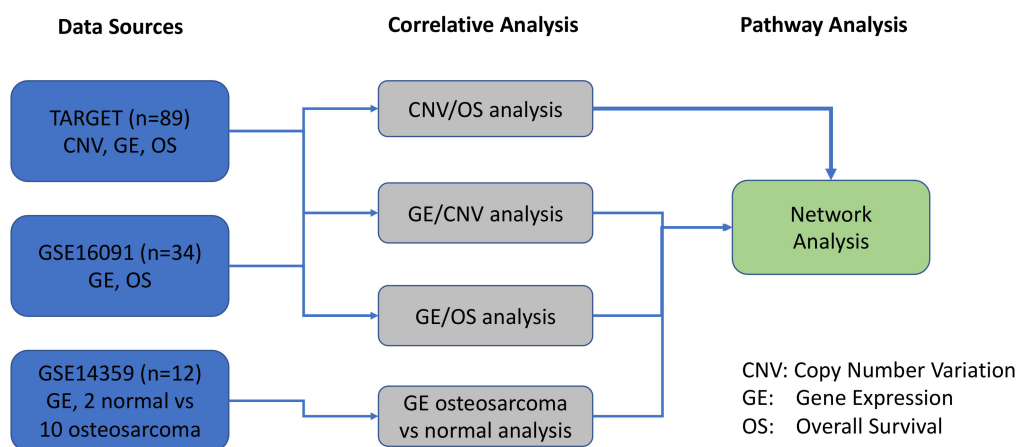 Data Sources
Correlative Analysis
Pathway Analysis
TARGET (n=89)
CNV, GE, OS
GSE16091 (n=34)
GE, OS
GSE14359 (n=12)
GE, 2 normal vs
10 osteosarcoma
CNV/OS analysis
GE/CNV analysis
GE/OS analysis
GE osteosarcoma
vs normal analysis
Network
Analysis
CNV: Copy Number Variation
GE: Gene Expression
OS: Overall Survival